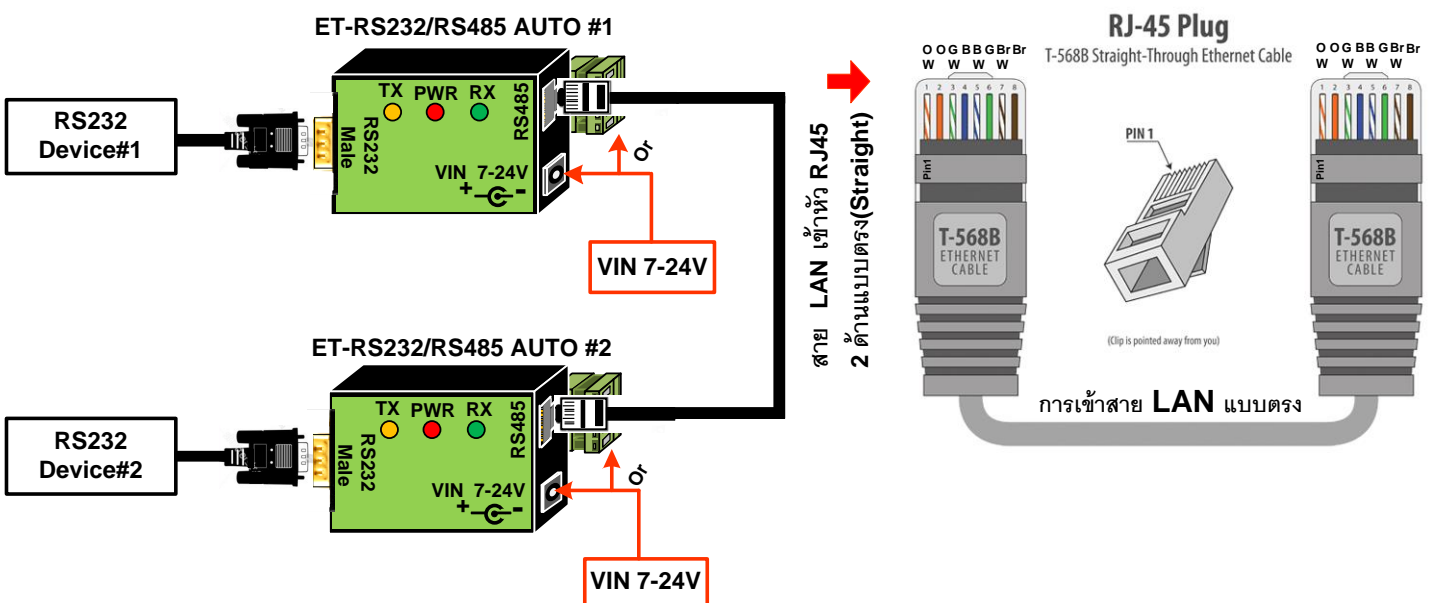 ET-RS232/RS485 AUTO #1
RS232
Device#1
TX PWR RX
RS232
Male
RS485
VIN 7-24V
+ -
Or
VIN 7-24V
ET-RS232/RS485 AUTO #2
RS232
Device#2
TX PWR RX
RS232
Male
RS485
VIN 7-24V
+ -
Or
VIN 7-24V
สาย LAN เข้าหัว RJ45
2 ด้านแบบตรง(Straight)
RJ-45 Plug
T-568B Straight-Through Ethernet Cable
O O G B B G Br Br
W W W W
1 2 3 4 5 6 7 8
Pin1
T-568B
ETHERNET
CABLE
PIN 1
(Clip is pointed away from you)
O O G B B G Br Br
W W W W
1 2 3 4 5 6 7 8
Pin1
T-568B
ETHERNET
CABLE
การเข้าสาย LAN แบบตรง